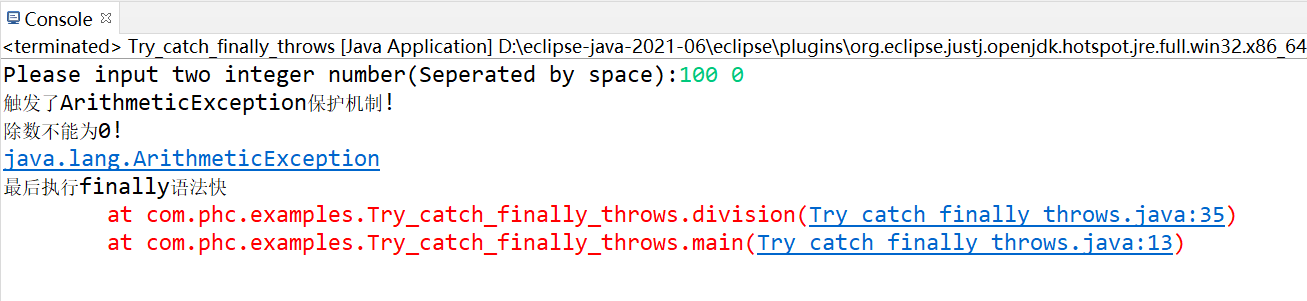 Console
<terminated> Try_catch_finally_throws [Java Application] D:\eclipse-java-2021-06\eclipse\plugins\org.eclipse.justj.openjdk.hotspot.jre.full.win32.x86_64
Please input two integer number(Seperated by space):100 0
触发了ArithmeticException保护机制!
除数不能为0!
java.lang.ArithmeticException
最后执行finally语法快
at com.phc.examples.Try_catch_finally_throws.division(Try_catch_finally_throws.java:35)
at com.phc.examples.Try_catch_finally_throws.main(Try_catch_finally_throws.java:13)